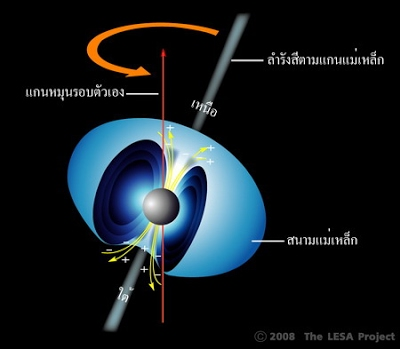 ลำรังสีตามแกนแม่เหล็ก
แกนหมุนรอบตัวเอง
เหนือ
สนามแม่เหล็ก
ใต้
© 2008 The LESA Project